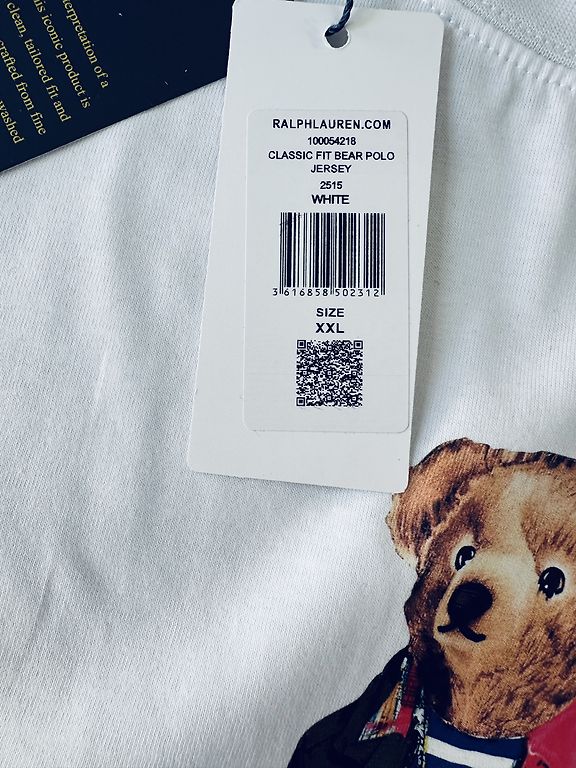 erpretation of a
is iconic product is
clean, tailored fit and
crafted from fine
washed
RALPHLAUREN.COM
100054218
CLASSIC FIT BEAR POLO
JERSEY
2515
WHITE
3 616858 502312
SIZE
XXL